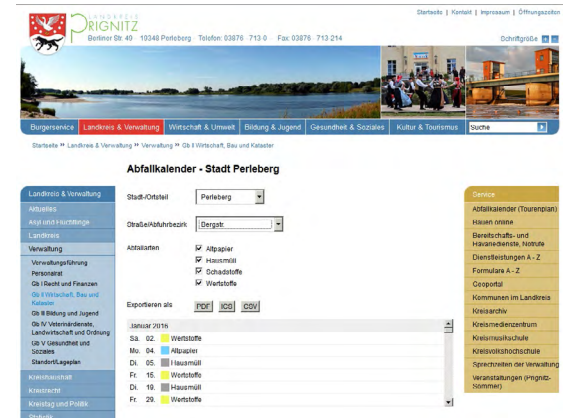 Startseite | Kontakt | Impressum | Öffnungszeiten
LANDKREIS
PRIGNITZ
Berliner Str. 49 19348 Perleberg Telefon: 03876 713-0 Fax: 03876 713-214
Schriftgröße
Bürgerservice Landkreis & Verwaltung Wirtschaft & Umwelt Bildung & Jugend Gesundheit & Soziales Kultur & Tourismus Suche
Startseite >> Landkreis & Verwaltung >> Verwaltung >> Gb II Wirtschaft, Bau und Kataster
Abfallkalender - Stadt Perleberg
Landkreis & Verwaltung
Aktuelles
Asyl und Flüchtlinge
Landkreis
Verwaltung
Verwaltungsführung
Personalrat
Gb I Recht und Finanzen
Gb II Wirtschaft, Bau und
Kataster
Gb III Bildung und Jugend
Gb IV Veterinärdienste,
Landwirtschaft und Ordnung
Gb V Gesundheit und
Soziales
Standort/Lageplan
Kreishaushalt
Kreisrecht
Kreistag und Politik
Statistik
Stadt-/Ortsteil Perleberg
Straße/Abfuhrbezirk Bergstr.
Abfallarten Altpapier
Hausmüll
Schadstoffe
Wertstoffe
Exportieren als PDF ICS CSV
Januar 2016
Sa. 02. Wertstoffe
Mo. 04. Altpapier
Di. 05. Hausmüll
Fr. 15. Wertstoffe
Di. 19. Hausmüll
Fr. 29. Wertstoffe
Service
Abfallkalender (Tourenplan)
Bauen online
Bereitschafts- und
Havariedienste, Notrufe
Dienstleistungen A - Z
Formulare A - Z
Geoportal
Kommunen im Landkreis
Kreisarchiv
Kreismedienzentrum
Kreismusikschule
Kreisvolkshochschule
Sprechzeiten der Verwaltung
Veranstaltungen (Prignitz-
Sommer)